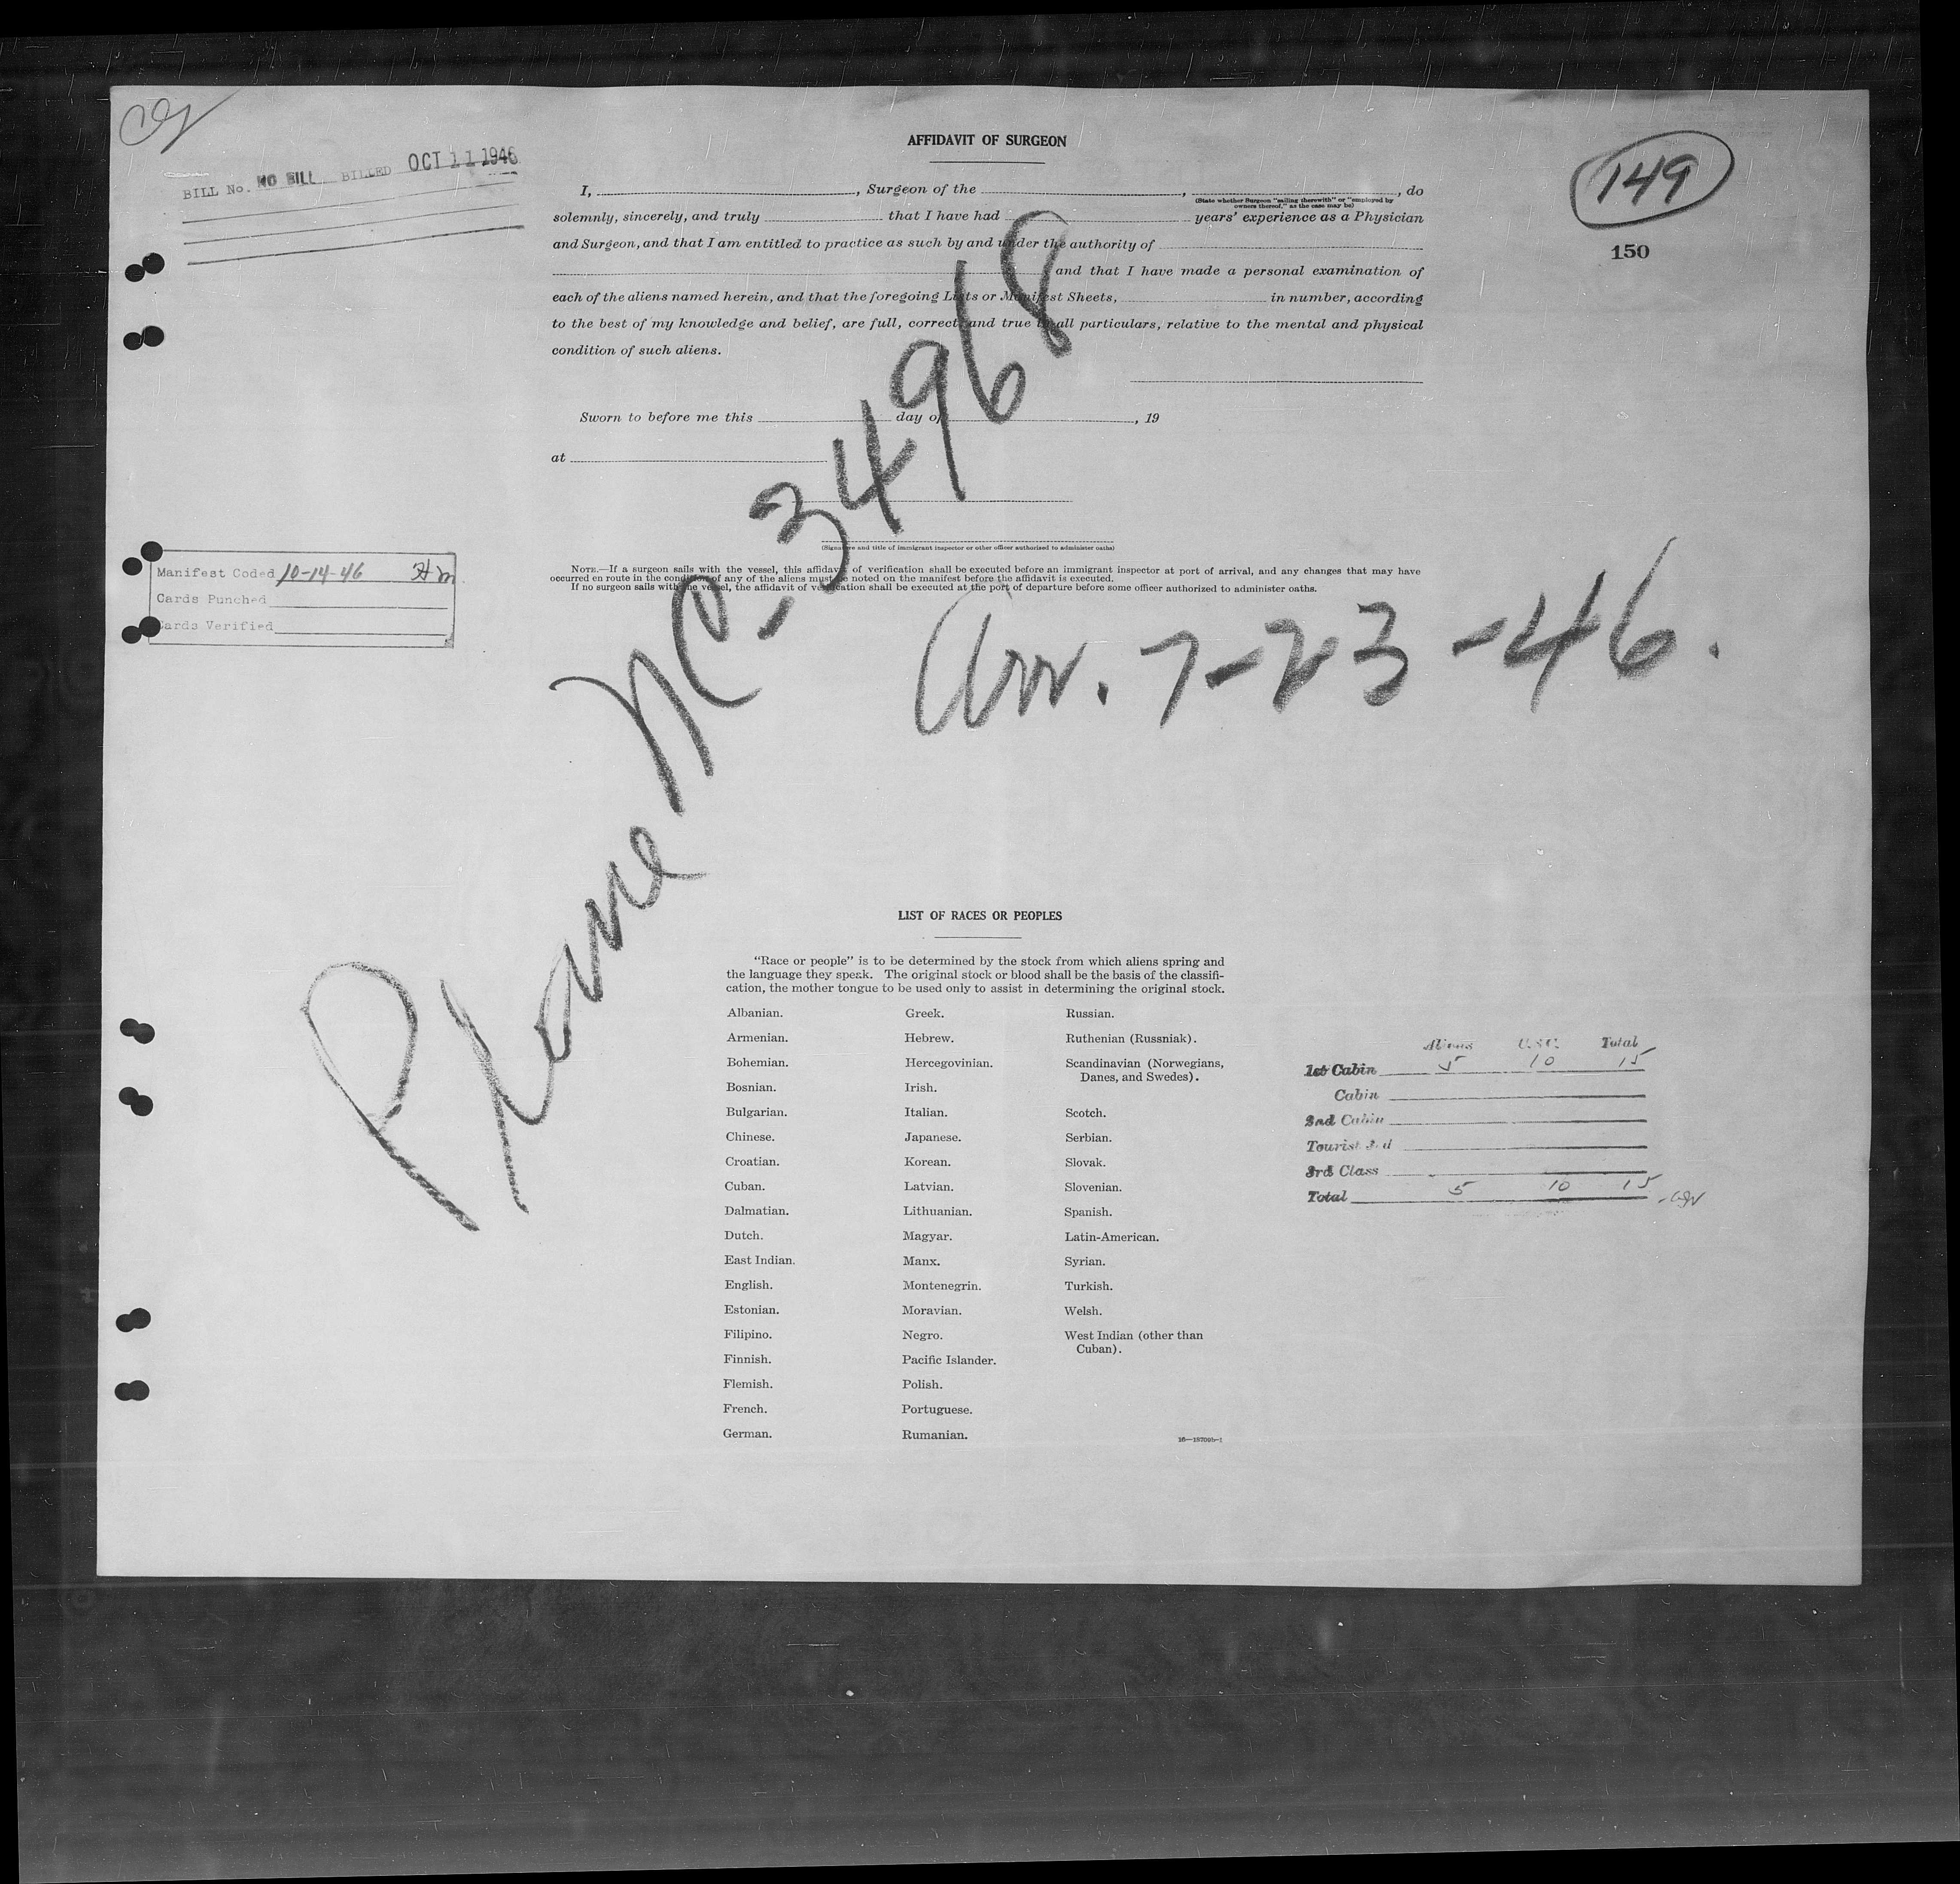 AFFIDAVIT OF SURGEON
149
150
BILL No. NO BILL BILLED OCT 11 1946
I, , Surgeon of the , , do
(State whether Surgeon "sailing therewith" or "employed by
owners thereof," as the case may be)
solemnly, sincerely, and truly that I have had years' experience as a Physician
and Surgeon, and that I am entitled to practice as such by and under the authority of
and that I have made a personal examination of
each of the aliens named herein, and that the foregoing Lists or Manifest Sheets, in number, according
to the best of my knowledge and belief, are full, correct, and true in all particulars, relative to the mental and physical
condition of such aliens.
Sworn to before me this day of , 19
at
(Signature and title of immigrant inspector or other officer authorized to administer oaths)
NOTE.—If a surgeon sails with the vessel, this affidavit of verification shall be executed before an immigrant inspector at port of arrival, and any changes that may have
occurred en route in the condition of any of the aliens must be noted on the manifest before the affidavit is executed.
If no surgeon sails with the vessel, the affidavit of verification shall be executed at the port of departure before some officer authorized to administer oaths.
Manifest Coded 10-14-46
Cards Punched
Cards Verified
Plane NC-34968
Arr. 7-23-46.
LIST OF RACES OR PEOPLES
"Race or people" is to be determined by the stock from which aliens spring and
the language they speak. The original stock or blood shall be the basis of the classifi-
cation, the mother tongue to be used only to assist in determining the original stock.
Albanian.
Armenian.
Bohemian.
Bosnian.
Bulgarian.
Chinese.
Croatian.
Cuban.
Dalmatian.
Dutch.
East Indian.
English.
Estonian.
Filipino.
Finnish.
Flemish.
French.
German.
Greek.
Hebrew.
Hercegovinian.
Irish.
Italian.
Japanese.
Korean.
Latvian.
Lithuanian.
Magyar.
Manx.
Montenegrin.
Moravian.
Negro.
Pacific Islander.
Polish.
Portuguese.
Rumanian.
Russian.
Ruthenian (Russniak).
Scandinavian (Norwegians,
Danes, and Swedes).
Scotch.
Serbian.
Slovak.
Slovenian.
Spanish.
Latin-American.
Syrian.
Turkish.
Welsh.
West Indian (other than
Cuban).
Aliens U.S.C. Total
1st Cabin 5 10 15
Cabin
2nd Cabin
Tourist 3rd
3rd Class
Total 5 10 15